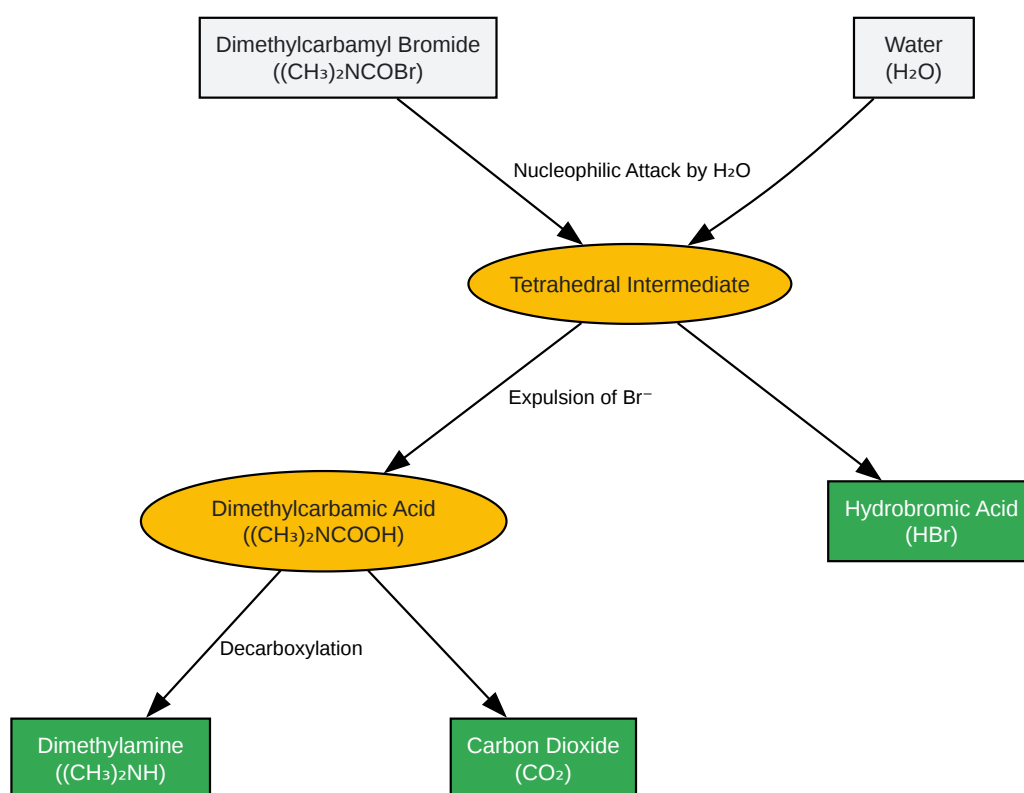 Dimethylcarbamyl Bromide
((CH₃)₂NCOBr)
Water
(H₂O)
Nucleophilic Attack by H₂O
Tetrahedral Intermediate
Expulsion of Br⁻
Dimethylcarbamic Acid
((CH₃)₂NCOOH)
Hydrobromic Acid
(HBr)
Decarboxylation
Dimethylamine
((CH₃)₂NH)
Carbon Dioxide
(CO₂)